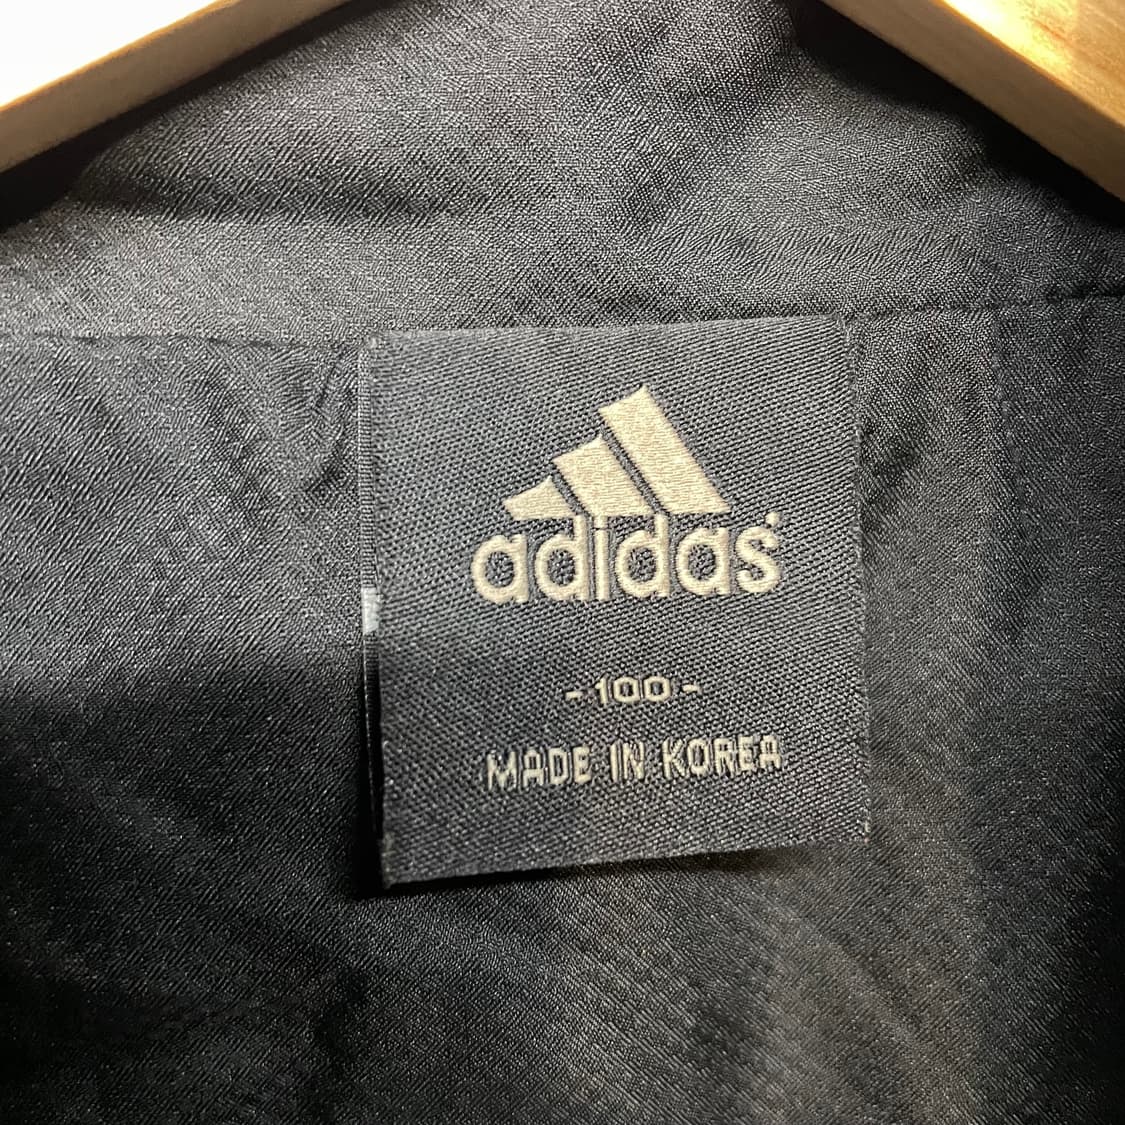 adidas
- 100 -
MADE IN KOREA